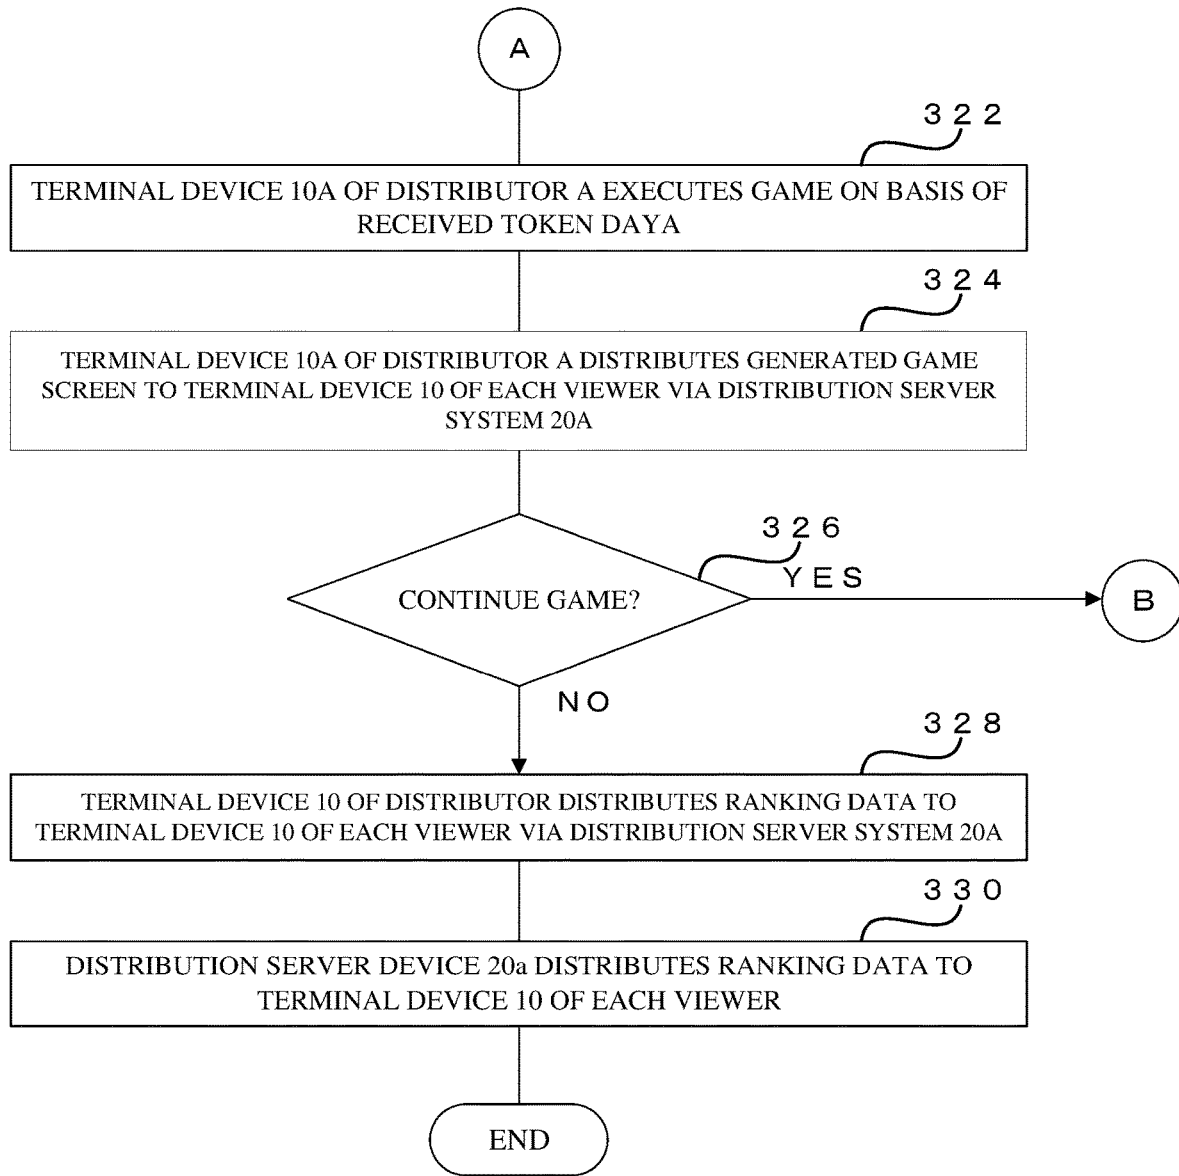 A
322
TERMINAL DEVICE 10A OF DISTRIBUTOR A EXECUTES GAME ON BASIS OF
RECEIVED TOKEN DAYA
324
TERMINAL DEVICE 10A OF DISTRIBUTOR A DISTRIBUTES GENERATED GAME
SCREEN TO TERMINAL DEVICE 10 OF EACH VIEWER VIA DISTRIBUTION SERVER
SYSTEM 20A
326
CONTINUE GAME?
YES
B
NO
328
TERMINAL DEVICE 10 OF DISTRIBUTOR DISTRIBUTES RANKING DATA TO
TERMINAL DEVICE 10 OF EACH VIEWER VIA DISTRIBUTION SERVER SYSTEM 20A
330
DISTRIBUTION SERVER DEVICE 20a DISTRIBUTES RANKING DATA TO
TERMINAL DEVICE 10 OF EACH VIEWER
END